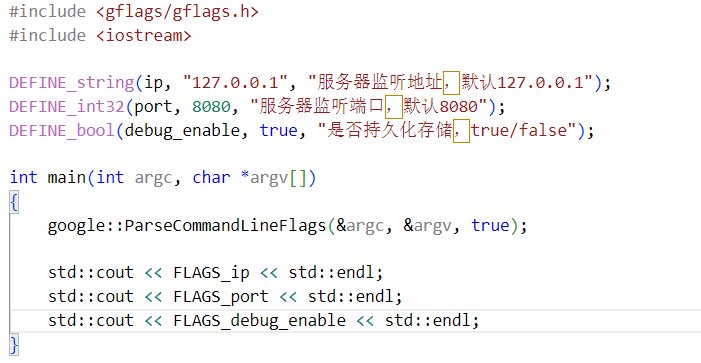 #include <gflags/gflags.h>
#include <iostream>
DEFINE_string(ip, "127.0.0.1", "服务器监听地址，默认127.0.0.1");
DEFINE_int32(port, 8080, "服务器监听端口，默认8080");
DEFINE_bool(debug_enable, true, "是否持久化存储，true/false");
int main(int argc, char *argv[])
{
    google::ParseCommandLineFlags(&argc, &argv, true);
    std::cout << FLAGS_ip << std::endl;
    std::cout << FLAGS_port << std::endl;
    std::cout << FLAGS_debug_enable << std::endl;
}